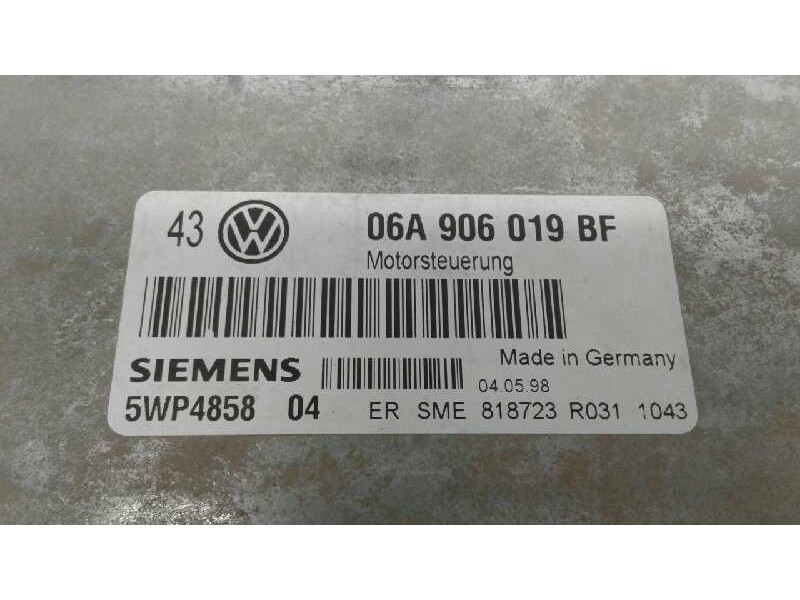 43 VW 06A 906 019 BF
Motorsteuerung
SIEMENS Made in Germany
04.05.98
5WP4858 04 ER SME 818723 R031 1043